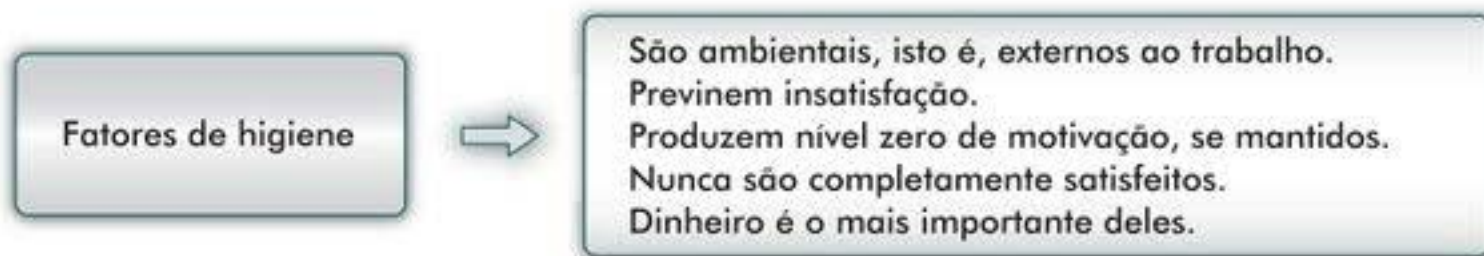 Fatores de higiene
São ambientais, isto é, externos ao trabalho.
Previnem insatisfação.
Produzem nível zero de motivação, se mantidos.
Nunca são completamente satisfeitos.
Dinheiro é o mais importante deles.